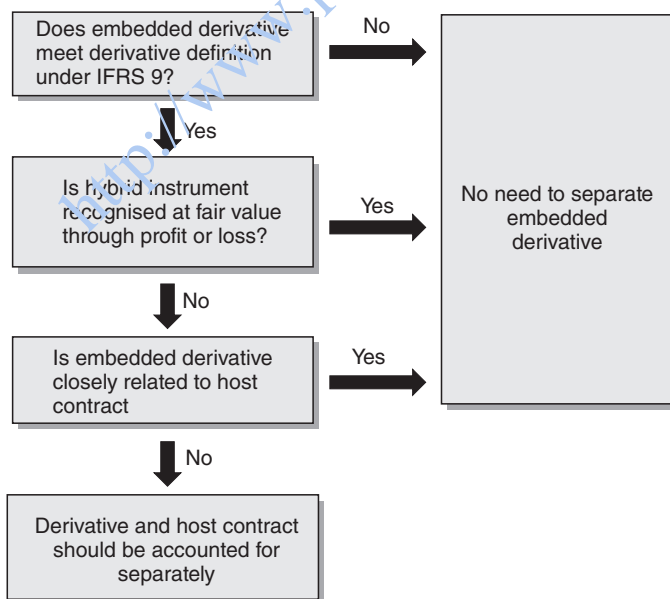 Does embedded derivative
meet derivative definition
under IFRS 9?
No
Yes
Is hybrid instrument
recognised at fair value
through profit or loss?
Yes
No need to separate
embedded
derivative
No
Is embedded derivative
closely related to host
contract
Yes
No
Derivative and host contract
should be accounted for
separately
http://www.